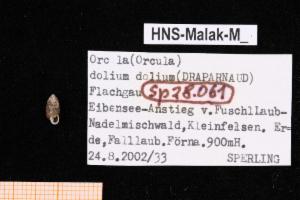 HNS-Malak-M_
Orc la(Orcula)
dolium dolium(DRAPARNAUD)
Flachgau Sp28.061
Eibensee-Anstieg v.FuschlLaub-
Nadelmischwald,Kleinfelsen. Er-
de,Falllaub.Förna.900mH.
24.8.2002/33 SPERLING